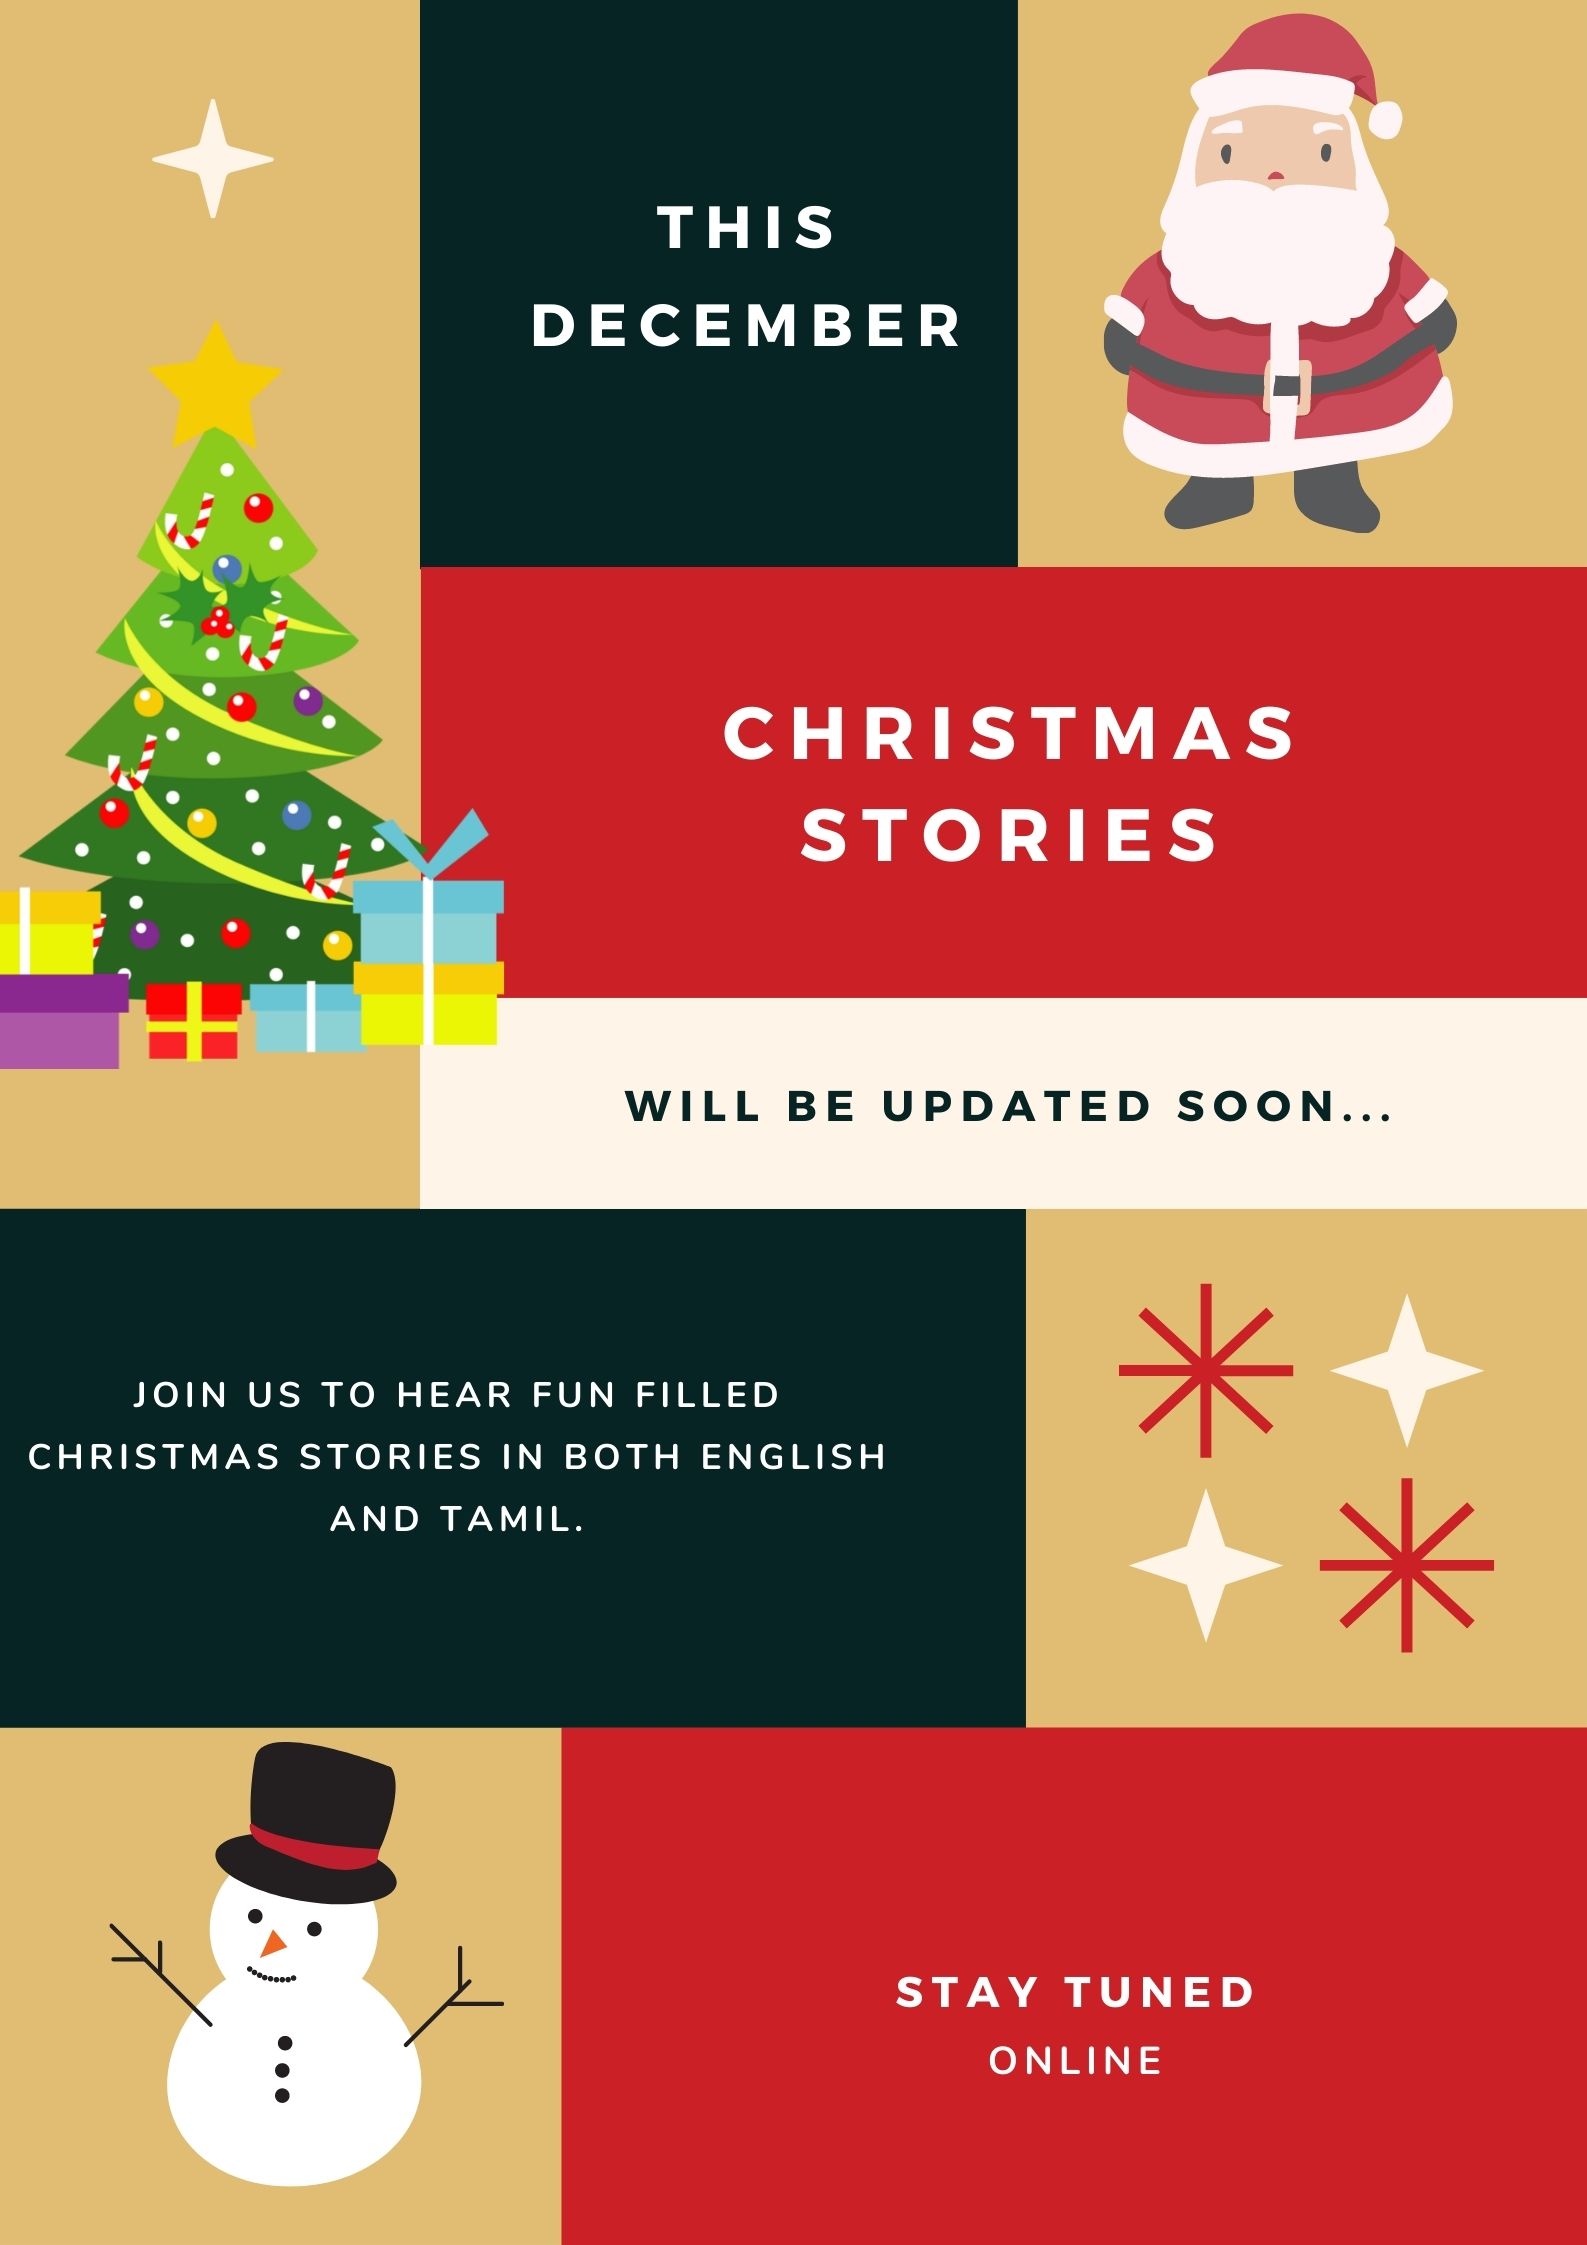 THIS
DECEMBER
CHRISTMAS
STORIES
WILL BE UPDATED SOON...
JOIN US TO HEAR FUN FILLED
CHRISTMAS STORIES IN BOTH ENGLISH
AND TAMIL.
STAY TUNED
ONLINE